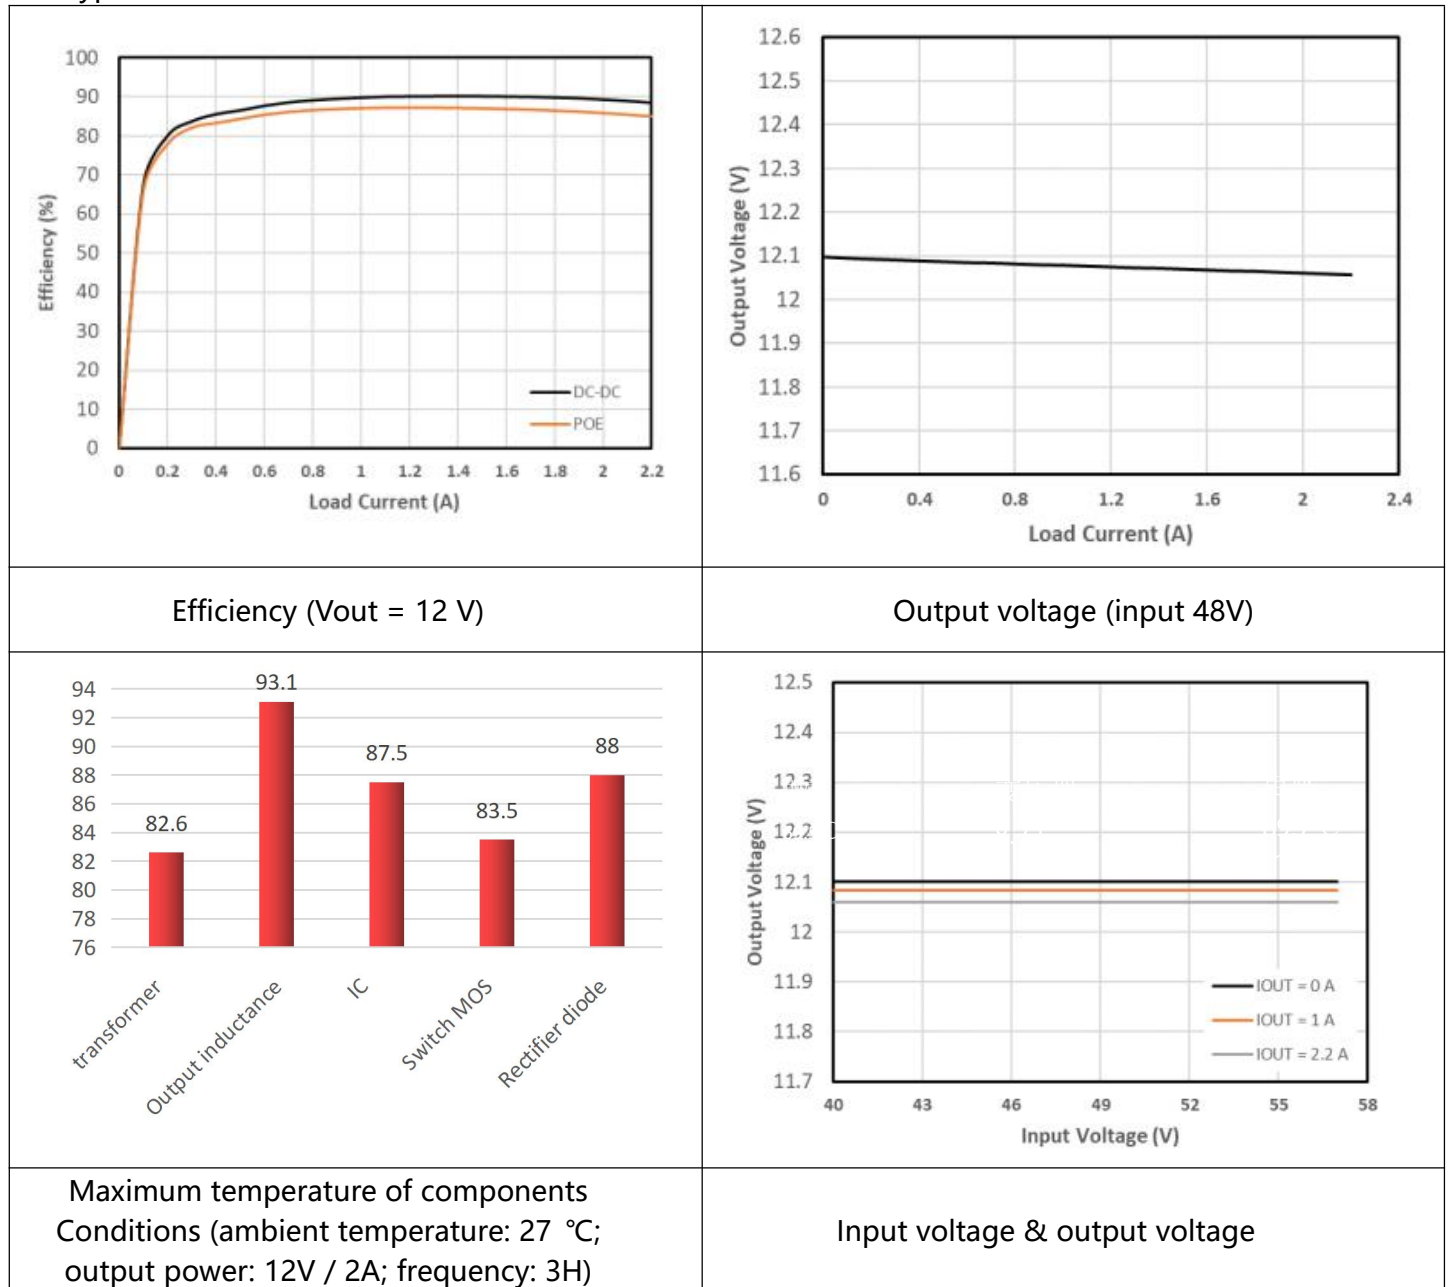 100
90
80
70
60
50
40
30
20
10
0
Efficiency (%)
DC-DC
POE
0 0.2 0.4 0.6 0.8 1 1.2 1.4 1.6 1.8 2 2.2
Load Current (A)
12.6
12.5
12.4
12.3
12.2
12.1
12
11.9
11.8
11.7
11.6
Output Voltage (V)
0 0.4 0.8 1.2 1.6 2 2.4
Load Current (A)
Efficiency (Vout = 12 V)
Output voltage (input 48V)
94
92
90
88
86
84
82
80
78
76
82.6
93.1
87.5
83.5
88
transformer
Output inductance
IC
Switch MOS
Rectifier diode
12.5
12.4
12.3
12.2
12.1
12
11.9
11.8
11.7
Output Voltage (V)
IOUT = 0 A
IOUT = 1 A
IOUT = 2.2 A
40 43 46 49 52 55 58
Input Voltage (V)
Maximum temperature of components
Conditions (ambient temperature: 27 ℃;
output power: 12V / 2A; frequency: 3H)
Input voltage & output voltage